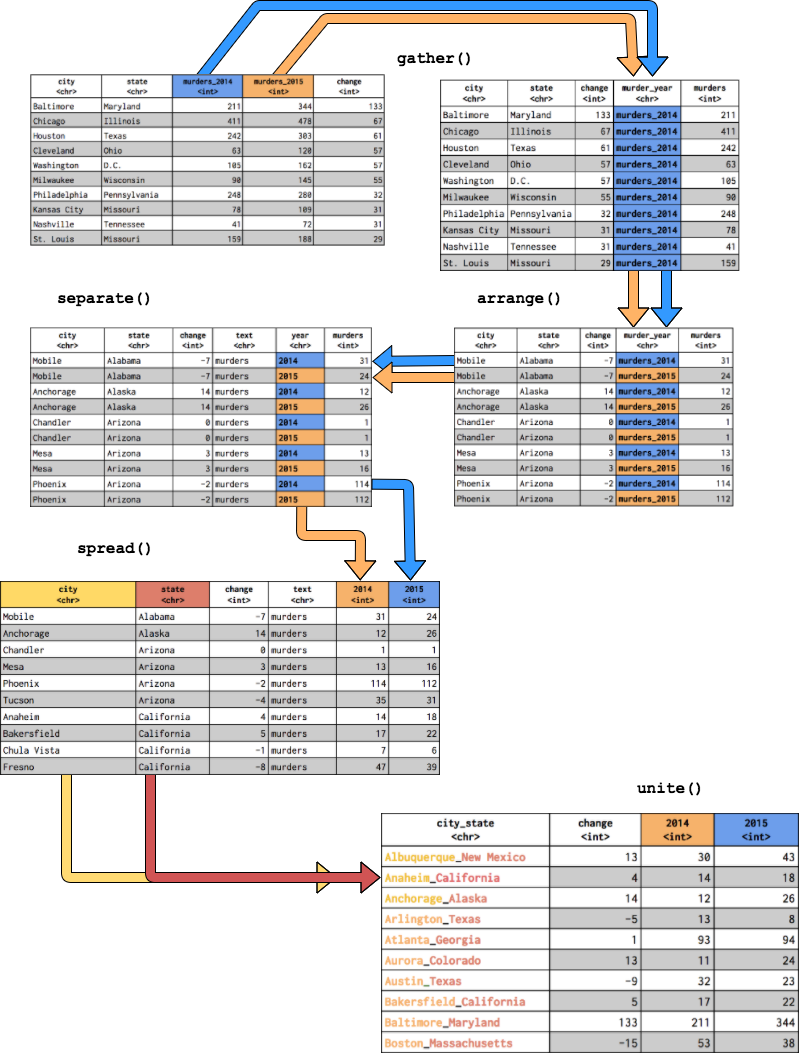 gather()
city state murders_2014 murders_2015 change
<chr> <chr> <int> <int> <int>
Baltimore Maryland 211 344 133
Chicago Illinois 411 478 67
Houston Texas 242 303 61
Cleveland Ohio 63 120 57
Washington D.C. 105 162 57
Milwaukee Wisconsin 90 145 55
Philadelphia Pennsylvania 248 280 32
Kansas City Missouri 78 109 31
Nashville Tennessee 41 72 31
St. Louis Missouri 159 188 29
city state change murder_year murders
<chr> <chr> <int> <chr> <int>
Baltimore Maryland 133 murders_2014 211
Chicago Illinois 67 murders_2014 411
Houston Texas 61 murders_2014 242
Cleveland Ohio 57 murders_2014 63
Washington D.C. 57 murders_2014 105
Milwaukee Wisconsin 55 murders_2014 90
Philadelphia Pennsylvania 32 murders_2014 248
Kansas City Missouri 31 murders_2014 78
Nashville Tennessee 31 murders_2014 41
St. Louis Missouri 29 murders_2014 159
separate()
city state change text year murders
<chr> <chr> <int> <chr> <chr> <int>
Mobile Alabama -7 murders 2014 31
Mobile Alabama -7 murders 2015 24
Anchorage Alaska 14 murders 2014 12
Anchorage Alaska 14 murders 2015 26
Chandler Arizona 0 murders 2014 1
Chandler Arizona 0 murders 2015 1
Mesa Arizona 3 murders 2014 13
Mesa Arizona 3 murders 2015 16
Phoenix Arizona -2 murders 2014 114
Phoenix Arizona -2 murders 2015 112
arrange()
city state change murder_year murders
<chr> <chr> <int> <chr> <int>
Mobile Alabama -7 murders_2014 31
Mobile Alabama -7 murders_2015 24
Anchorage Alaska 14 murders_2014 12
Anchorage Alaska 14 murders_2015 26
Chandler Arizona 0 murders_2014 1
Chandler Arizona 0 murders_2015 1
Mesa Arizona 3 murders_2014 13
Mesa Arizona 3 murders_2015 16
Phoenix Arizona -2 murders_2014 114
Phoenix Arizona -2 murders_2015 112
spread()
city state change text 2014 2015
<chr> <chr> <int> <chr> <int> <int>
Mobile Alabama -7 murders 31 24
Anchorage Alaska 14 murders 12 26
Chandler Arizona 0 murders 1 1
Mesa Arizona 3 murders 13 16
Phoenix Arizona -2 murders 114 112
Tucson Arizona -4 murders 35 31
Anaheim California 4 murders 14 18
Bakersfield California 5 murders 17 22
Chula Vista California -1 murders 7 6
Fresno California -8 murders 47 39
unite()
city_state change 2014 2015
<chr> <int> <int> <int>
Albuquerque_New Mexico 13 30 43
Anaheim_California 4 14 18
Anchorage_Alaska 14 12 26
Arlington_Texas -5 13 8
Atlanta_Georgia 1 93 94
Aurora_Colorado 13 11 24
Austin_Texas -9 32 23
Bakersfield_California 5 17 22
Baltimore_Maryland 133 211 344
Boston_Massachusetts -15 53 38